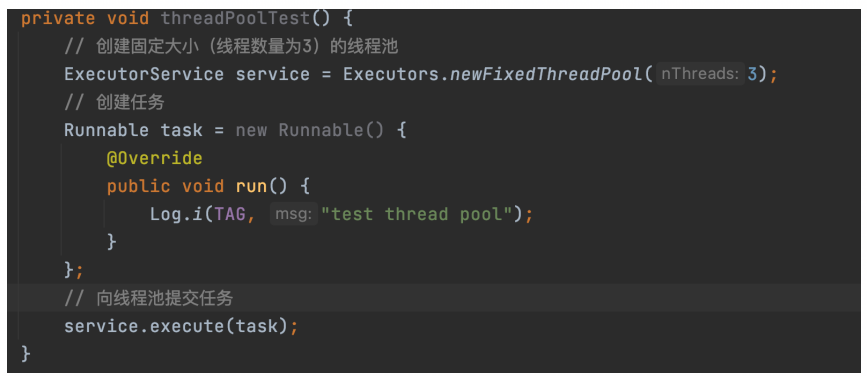 private void threadPoolTest() {
// 创建固定大小（线程数量为3）的线程池
ExecutorService service = Executors.newFixedThreadPool( nThreads: 3);
// 创建任务
Runnable task = new Runnable() {
@Override
public void run() {
Log.i(TAG, msg: "test thread pool");
}
};
// 向线程池提交任务
service.execute(task);
}